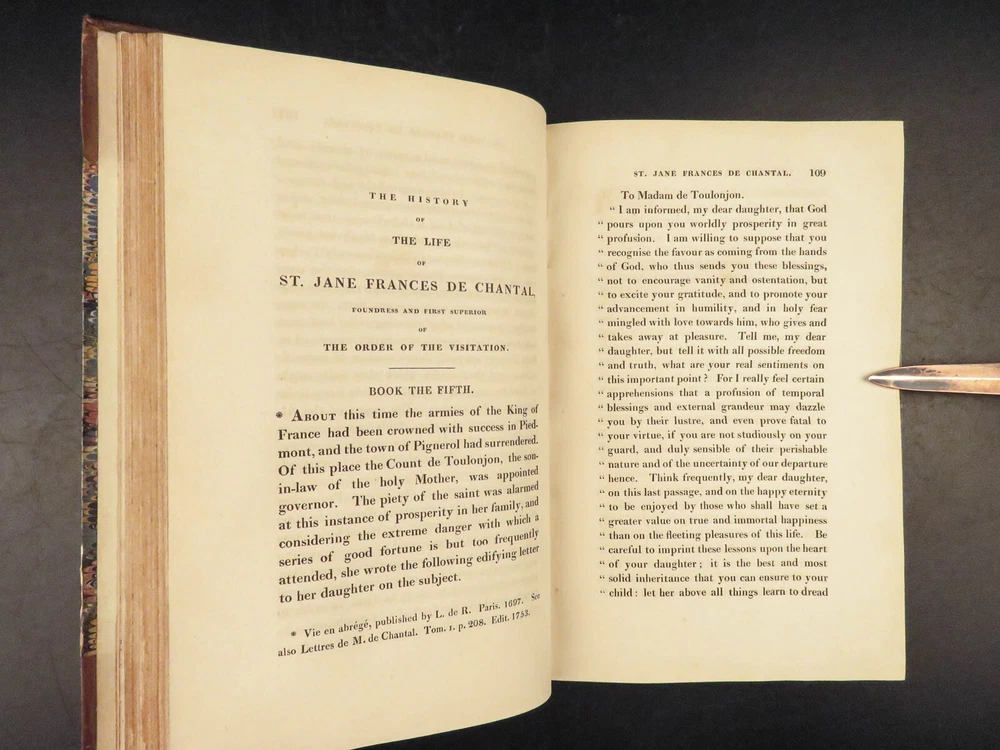 THE HISTORY
OF
THE LIFE
OF
ST. JANE FRANCES DE CHANTAL,
FOUNDRESS AND FIRST SUPERIOR
OF
THE ORDER OF THE VISITATION.
BOOK THE FIFTH.
* ABOUT this time the armies of the King of
France had been crowned with success in Pied-
mont, and the town of Pignerol had surrendered.
Of this place the Count de Toulonjon, the son-
in-law of the holy Mother, was appointed
governor. The piety of the saint was alarmed
at this instance of prosperity in her family, and
considering the extreme danger with which a
series of good fortune is but too frequently
attended, she wrote the following edifying letter
to her daughter on the subject.
* Vie en abrégé, published by L. de R. Paris. 1697. See
also Lettres de M. de Chantal. Tom. I. p. 208. Edit. 1753.
ST. JANE FRANCES DE CHANTAL. 109
To Madam de Toulonjon.
“ I am informed, my dear daughter, that God
“ pours upon you worldly prosperity in great
“ profusion. I am willing to suppose that you
“ recognise the favour as coming from the hands
“ of God, who thus sends you these blessings,
“ not to encourage vanity and ostentation, but
“ to excite your gratitude, and to promote your
“ advancement in humility, and in holy fear
“ mingled with love towards him, who gives and
“ takes away at pleasure. Tell me, my dear
“ daughter, but tell it with all possible freedom
“ and truth, what are your real sentiments on
“ this important point? For I really feel certain
“ apprehensions that a profusion of temporal
“ blessings and external grandeur may dazzle
“ you by their lustre, and even prove fatal to
“ your virtue, if you are not studiously on your
“ guard, and duly sensible of their perishable
“ nature and of the uncertainty of our departure
“ hence. Think frequently, my dear daughter,
“ on this last passage, and on the happy eternity
“ to be enjoyed by those who shall have set a
“ greater value on true and immortal happiness
“ than on the fleeting pleasures of this life. Be
“ careful to imprint these lessons upon the heart
“ of your daughter; it is the best and most
“ solid inheritance that you can ensure to your
“ child: let her above all things learn to dread